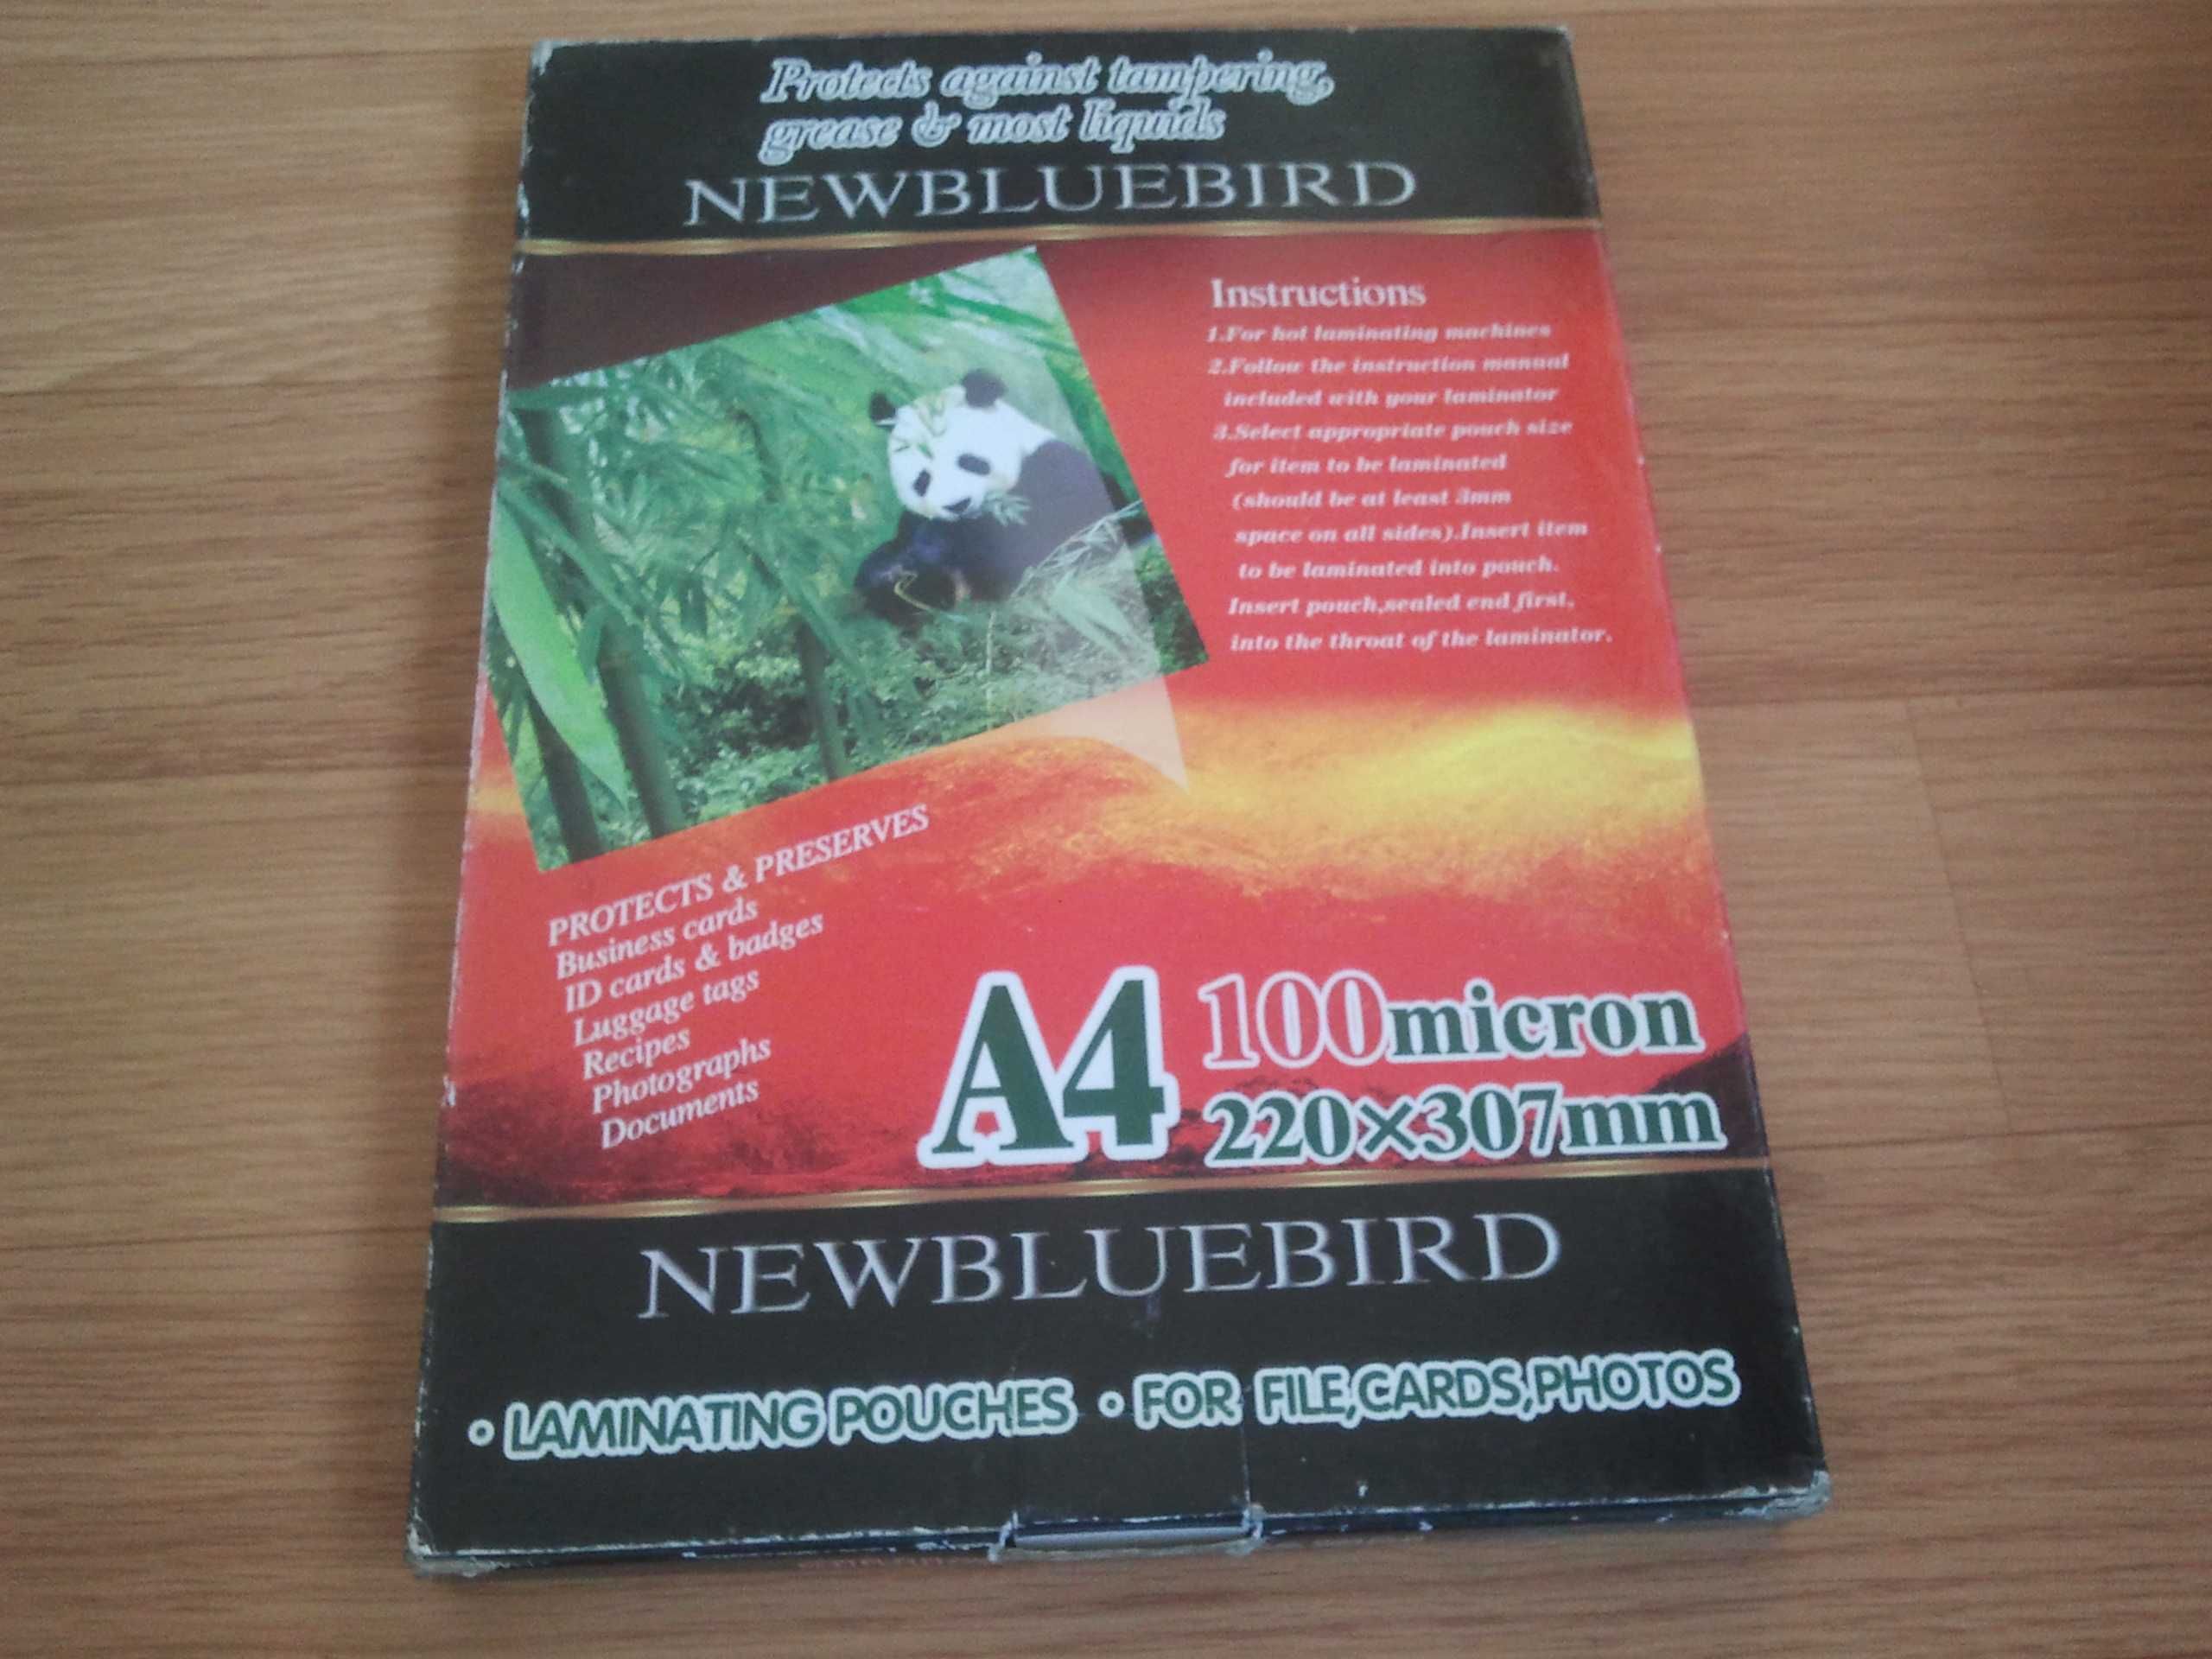 Protects against tampering,
grease & most liquids
NEWBLUEBIRD
Instructions
1.For hot laminating machines
2.Follow the instruction manual
included with your laminator
3.Select appropriate pouch size
for item to be laminated
(should be at least 3mm
space on all sides).Insert item
to be laminated into pouch.
Insert pouch,sealed end first,
into the throat of the laminator.
PROTECTS & PRESERVES
Business cards
ID cards & badges
Luggage tags
Recipes
Photographs
Documents
A4 100micron
220×307mm
NEWBLUEBIRD
• LAMINATING POUCHES • FOR FILE,CARDS,PHOTOS